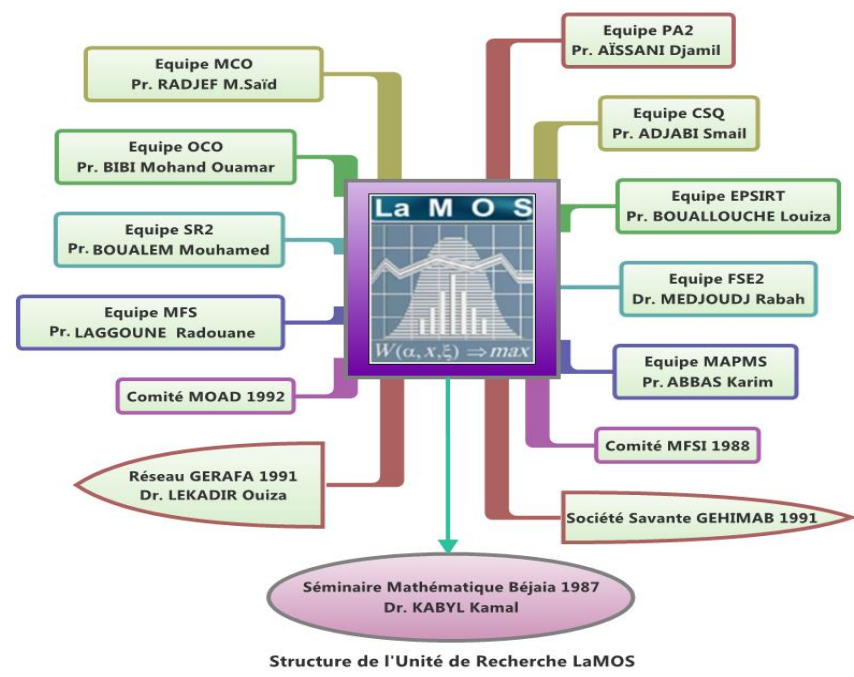 Equipe PA2
Pr. AÏSSANI Djamil
Equipe MCO
Pr. RADJEF M.Saïd
Equipe CSQ
Pr. ADJABI Smail
Equipe OCO
Pr. BIBI Mohand Ouamar
Equipe EPSIRT
Pr. BOUALLOUCHE Louiza
Equipe SR2
Pr. BOUALEM Mouhamed
Equipe FSE2
Dr. MEDJOUDJ Rabah
Equipe MFS
Pr. LAGGOUNE Radouane
Equipe MAPMS
Pr. ABBAS Karim
La M O S
W(α,x,ξ) ⇒ max
Comité MOAD 1992
Comité MFSI 1988
Réseau GERAFA 1991
Dr. LEKADIR Ouiza
Société Savante GEHIMAB 1991
Séminaire Mathématique Béjaia 1987
Dr. KABYL Kamal
Structure de l'Unité de Recherche LaMOS